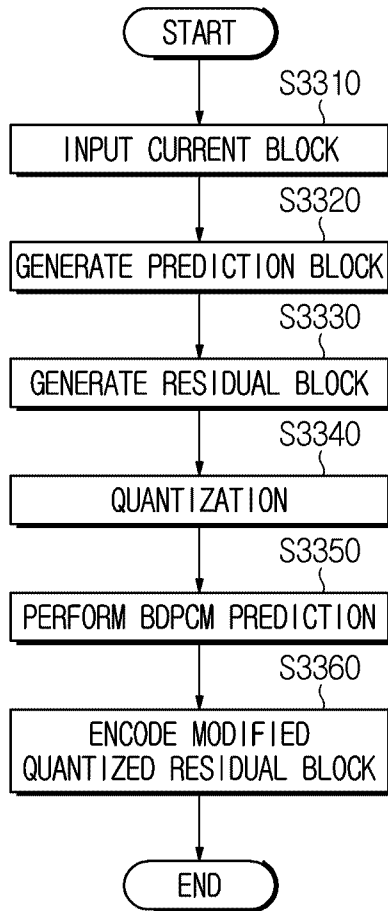 START
S3310
INPUT CURRENT BLOCK
S3320
GENERATE PREDICTION BLOCK
S3330
GENERATE RESIDUAL BLOCK
S3340
QUANTIZATION
S3350
PERFORM BDPCM PREDICTION
S3360
ENCODE MODIFIED
QUANTIZED RESIDUAL BLOCK
END